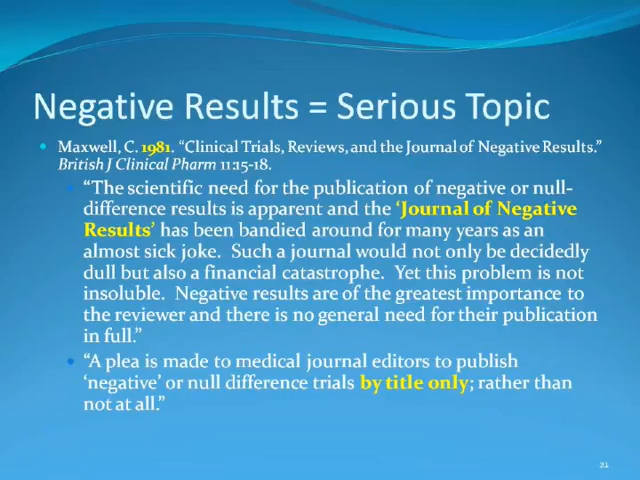 Negative Results = Serious Topic
Maxwell, C. 1981. “Clinical Trials, Reviews, and the Journal of Negative Results.”
British J Clinical Pharm 11:15-18.
“The scientific need for the publication of negative or null-
difference results is apparent and the ‘Journal of Negative
Results’ has been bandied around for many years as an
almost sick joke. Such a journal would not only be decidedly
dull but also a financial catastrophe. Yet this problem is not
insoluble. Negative results are of the greatest importance to
the reviewer and there is no general need for their publication
in full.”
“A plea is made to medical journal editors to publish
‘negative’ or null difference trials by title only; rather than
not at all.”